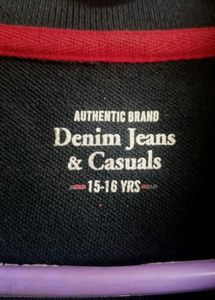 AUTHENTIC BRAND
Denim Jeans
& Casuals
15-16 YRS